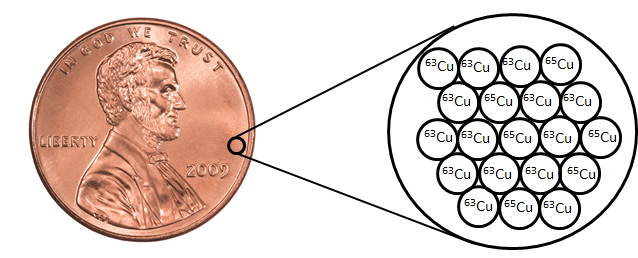 IN GOD WE TRUST
LIBERTY
2009
⁶³Cu ⁶³Cu ⁶³Cu ⁶⁵Cu
⁶³Cu ⁶⁵Cu ⁶³Cu ⁶³Cu
⁶³Cu ⁶³Cu ⁶⁵Cu ⁶³Cu ⁶⁵Cu
⁶³Cu ⁶³Cu ⁶³Cu ⁶⁵Cu
⁶³Cu ⁶⁵Cu ⁶³Cu